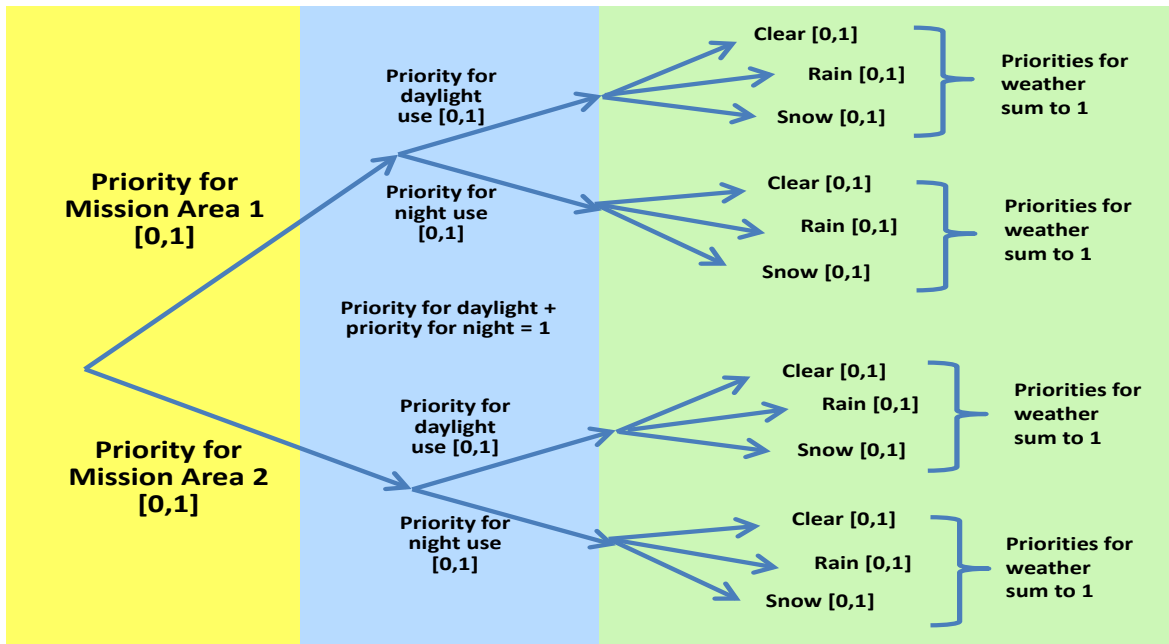 Priority for
Mission Area 1
[0,1]
Priority for
Mission Area 2
[0,1]
Priority for
daylight
use [0,1]
Priority for
night use
[0,1]
Priority for daylight +
priority for night = 1
Priority for
daylight
use [0,1]
Priority for
night use
[0,1]
Clear [0,1]
Rain [0,1]
Snow [0,1]
Priorities for
weather
sum to 1
Clear [0,1]
Rain [0,1]
Snow [0,1]
Priorities for
weather
sum to 1
Clear [0,1]
Rain [0,1]
Snow [0,1]
Priorities for
weather
sum to 1
Clear [0,1]
Rain [0,1]
Snow [0,1]
Priorities for
weather
sum to 1